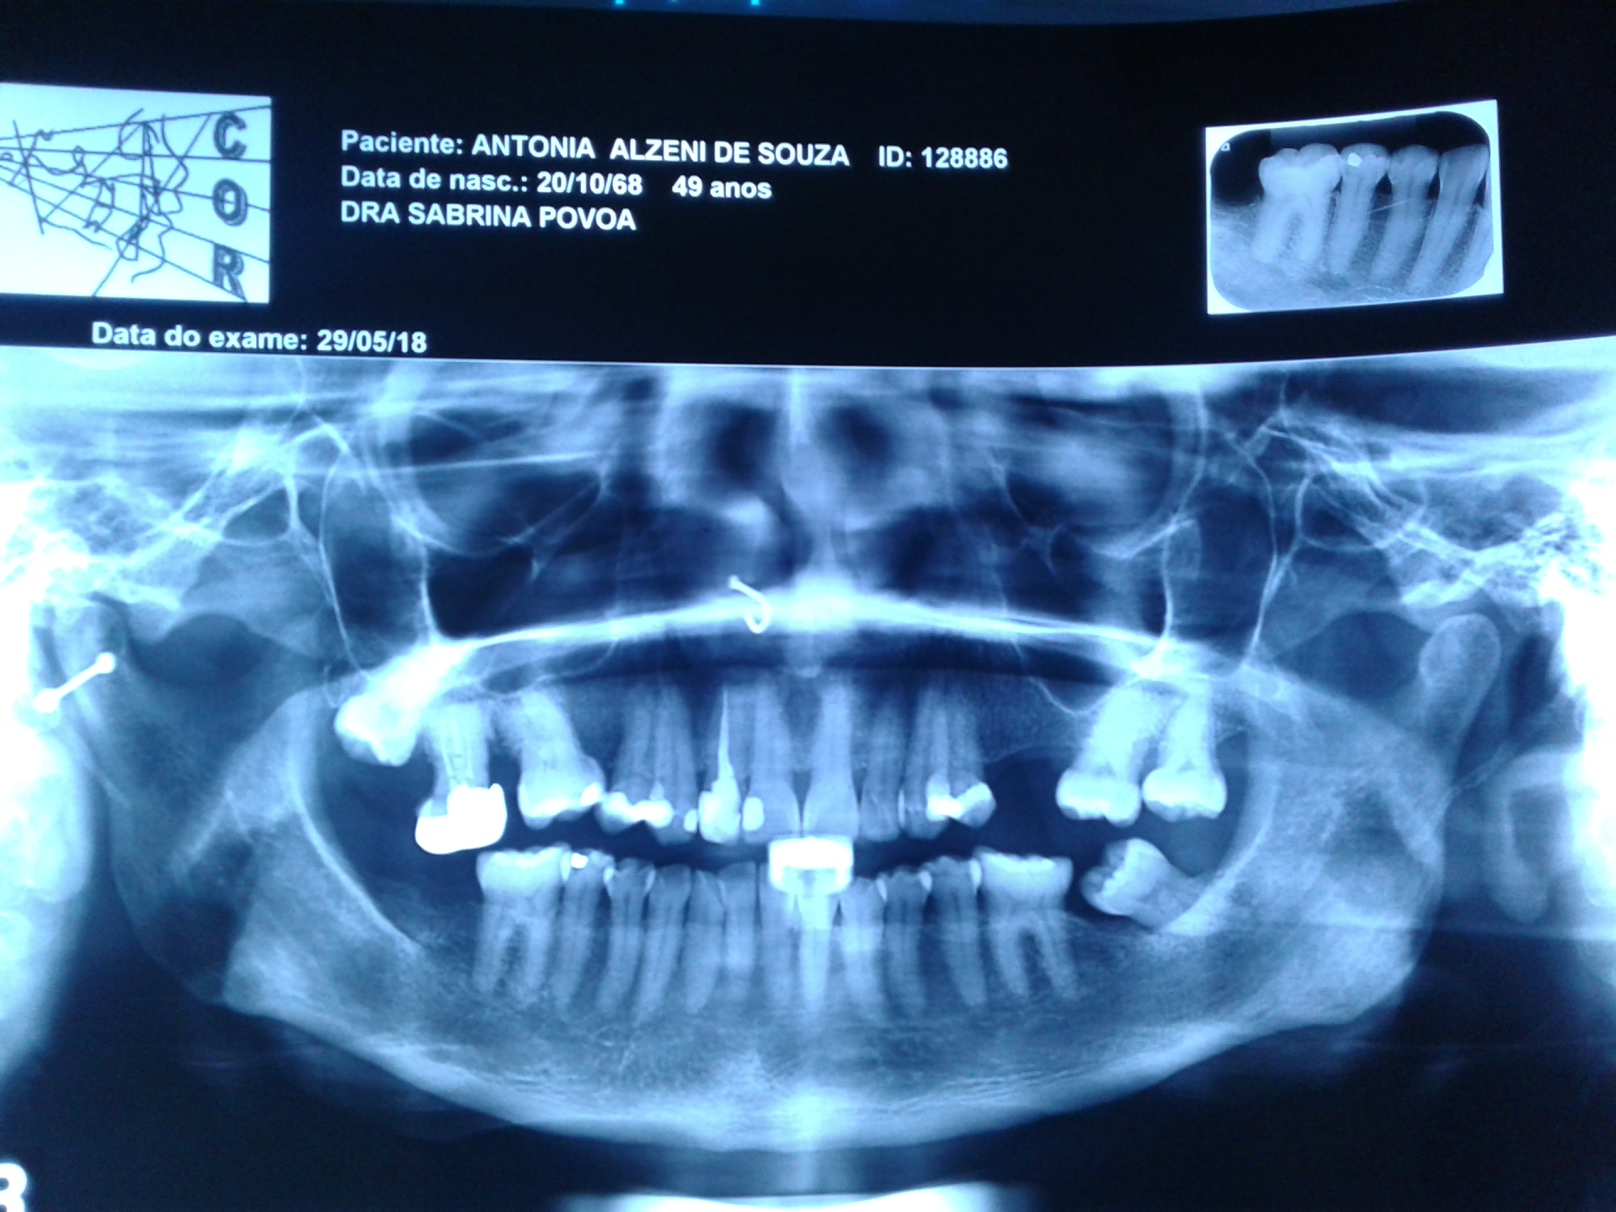 COR
Paciente: ANTONIA ALZENI DE SOUZA ID: 128886
Data de nasc.: 20/10/68 49 anos
DRA SABRINA POVOA
Data do exame: 29/05/18